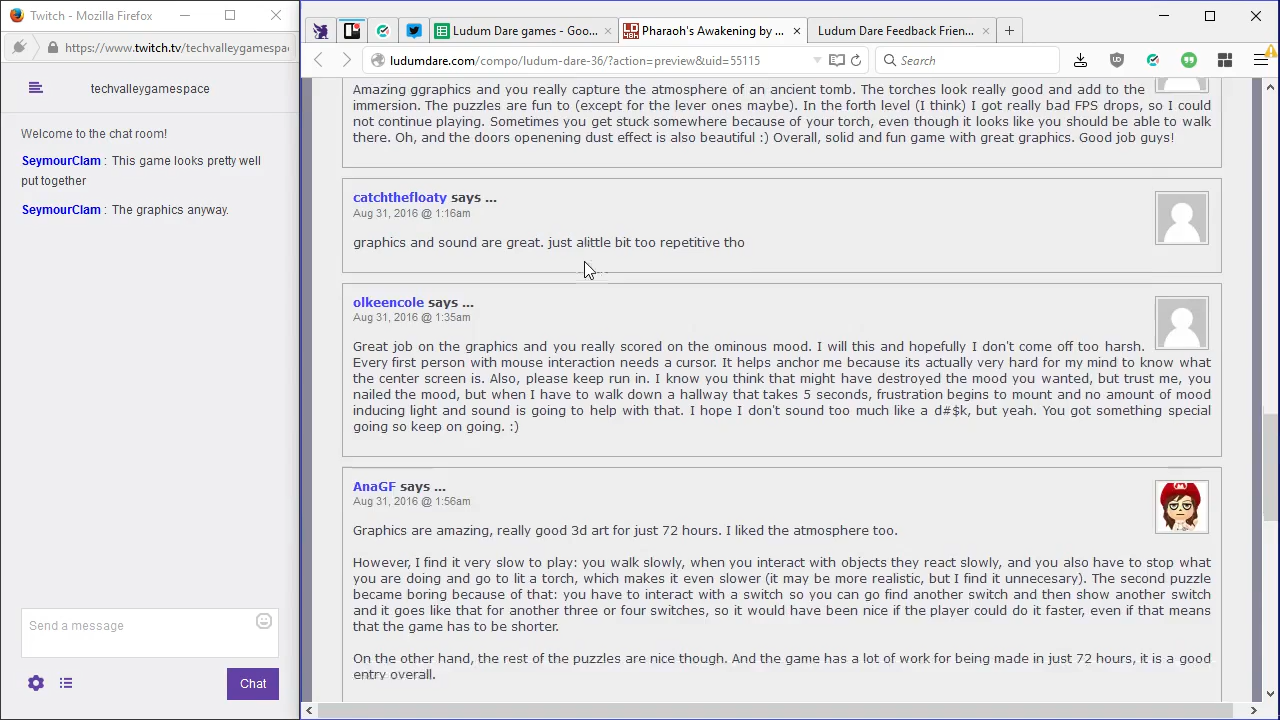 Twitch - Mozilla Firefox
https://www.twitch.tv/techvalleygamespa
techvalleygamespace
Welcome to the chat room!
SeymourClam : This game looks pretty well
put together
SeymourClam : The graphics anyway.
Send a message
Chat
Ludum Dare games - Goo...
Pharaoh's Awakening by ...
Ludum Dare Feedback Frien...
ludumdare.com/compo/ludum-dare-36/?action=preview&uid=55115
Search
Amazing ggraphics and you really capture the atmosphere of an ancient tomb. The torches look really good and add to the
immersion. The puzzles are fun to (except for the lever ones maybe). In the forth level (I think) I got really bad FPS drops, so I could
not continue playing. Sometimes you get stuck somewhere because of your torch, even though it looks like you should be able to walk
there. Oh, and the doors openening dust effect is also beautiful :) Overall, solid and fun game with great graphics. Good job guys!
catchthefloaty says ...
Aug 31, 2016 @ 1:16am
graphics and sound are great. just alittle bit too repetitive tho
olkeencole says ...
Aug 31, 2016 @ 1:35am
Great job on the graphics and you really scored on the ominous mood. I will this and hopefully I don't come off too harsh.
Every first person with mouse interaction needs a cursor. It helps anchor me because its actually very hard for my mind to know what
the center screen is. Also, please keep run in. I know you think that might have destroyed the mood you wanted, but trust me, you
nailed the mood, but when I have to walk down a hallway that takes 5 seconds, frustration begins to mount and no amount of mood
inducing light and sound is going to help with that. I hope I don't sound too much like a d#$k, but yeah. You got something special
going so keep on going. :)
AnaGF says ...
Aug 31, 2016 @ 1:56am
Graphics are amazing, really good 3d art for just 72 hours. I liked the atmosphere too.
However, I find it very slow to play: you walk slowly, when you interact with objects they react slowly, and you also have to stop what
you are doing and go to lit a torch, which makes it even slower (it may be more realistic, but I find it unnecesary). The second puzzle
became boring because of that: you have to interact with a switch so you can go find another switch and then show another switch
and it goes like that for another three or four switches, so it would have been nice if the player could do it faster, even if that means
that the game has to be shorter.
On the other hand, the rest of the puzzles are nice though. And the game has a lot of work for being made in just 72 hours, it is a good
entry overall.